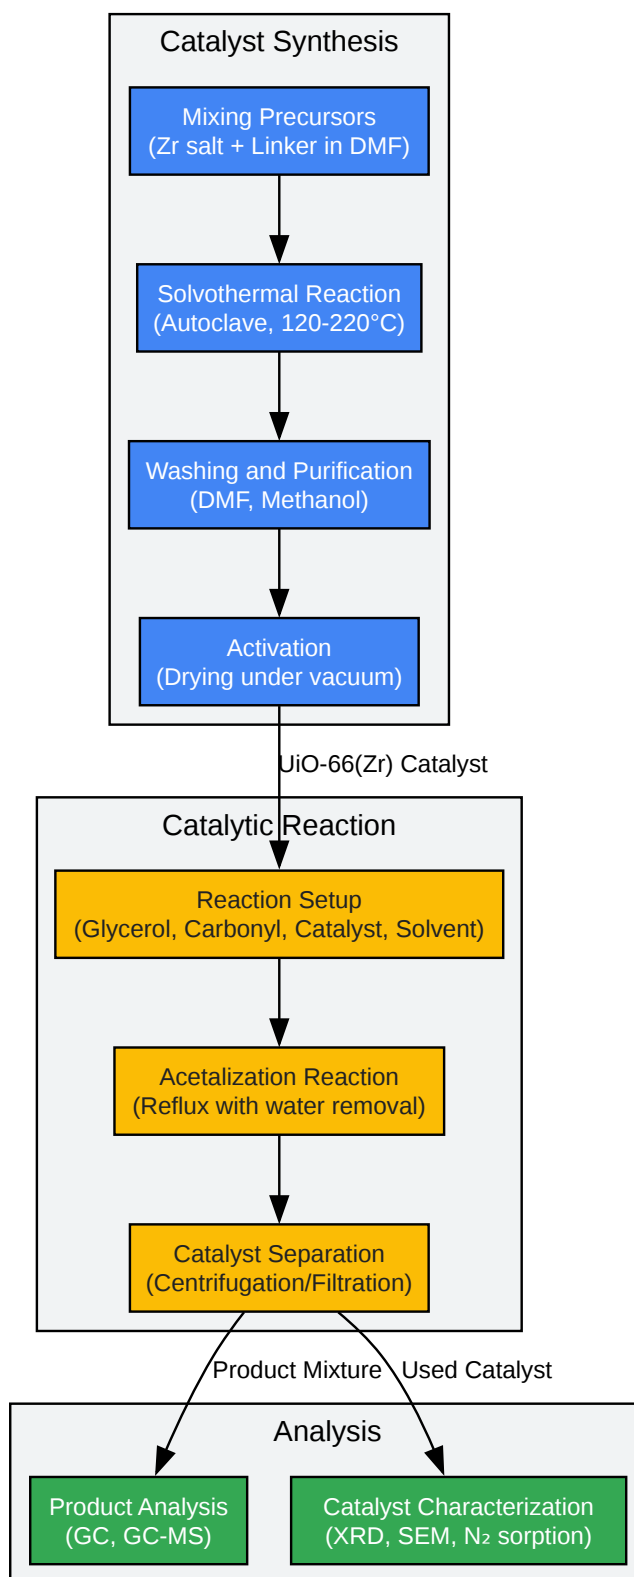 Catalyst Synthesis
Mixing Precursors
(Zr salt + Linker in DMF)
Solvothermal Reaction
(Autoclave, 120-220°C)
Washing and Purification
(DMF, Methanol)
Activation
(Drying under vacuum)
UiO-66(Zr) Catalyst
Catalytic Reaction
Reaction Setup
(Glycerol, Carbonyl, Catalyst, Solvent)
Acetalization Reaction
(Reflux with water removal)
Catalyst Separation
(Centrifugation/Filtration)
Product Mixture
Used Catalyst
Analysis
Product Analysis
(GC, GC-MS)
Catalyst Characterization
(XRD, SEM, N₂ sorption)